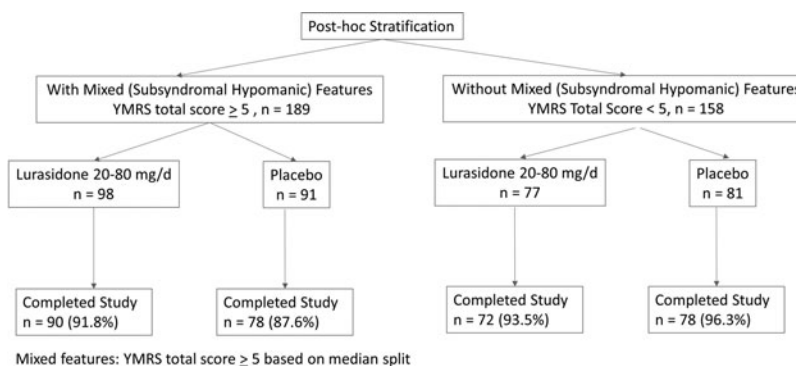 Post-hoc Stratification
With Mixed (Subsyndromal Hypomanic) Features
YMRS total score ≥ 5 , n = 189
Without Mixed (Subsyndromal Hypomanic) Features
YMRS Total Score < 5, n = 158
Lurasidone 20-80 mg/d
n = 98
Placebo
n = 91
Lurasidone 20-80 mg/d
n = 77
Placebo
n = 81
Completed Study
n = 90 (91.8%)
Completed Study
n = 78 (87.6%)
Completed Study
n = 72 (93.5%)
Completed Study
n = 78 (96.3%)
Mixed features: YMRS total score ≥ 5 based on median split